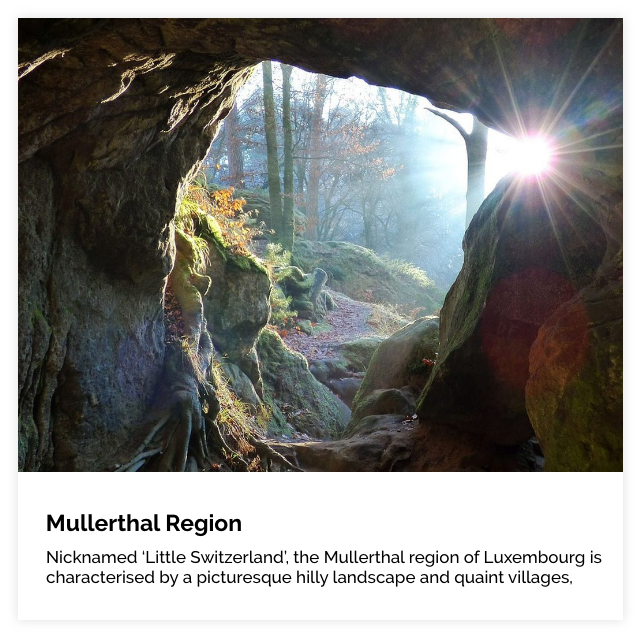 Mullerthal Region
Nicknamed ‘Little Switzerland’, the Mullerthal region of Luxembourg is
characterised by a picturesque hilly landscape and quaint villages,